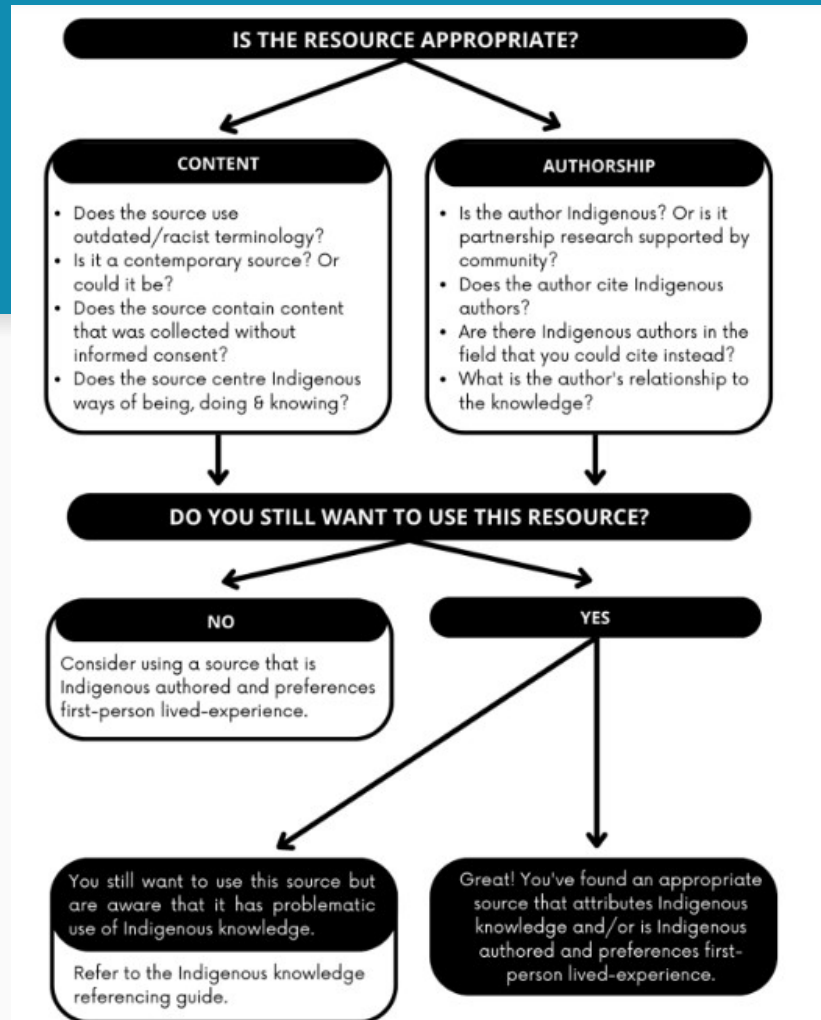 IS THE RESOURCE APPROPRIATE?
CONTENT
• Does the source use
outdated/racist terminology?
• Is it a contemporary source? Or
could it be?
• Does the source contain content
that was collected without
informed consent?
• Does the source centre Indigenous
ways of being, doing & knowing?
AUTHORSHIP
• Is the author Indigenous? Or is it
partnership research supported by
community?
• Does the author cite Indigenous
authors?
• Are there Indigenous authors in the
field that you could cite instead?
• What is the author's relationship to
the knowledge?
DO YOU STILL WANT TO USE THIS RESOURCE?
NO
Consider using a source that is
Indigenous authored and preferences
first-person lived-experience.
YES
You still want to use this source but
are aware that it has problematic
use of Indigenous knowledge.
Refer to the Indigenous knowledge
referencing guide.
Great! You've found an appropriate
source that attributes Indigenous
knowledge and/or is Indigenous
authored and preferences first-
person lived-experience.